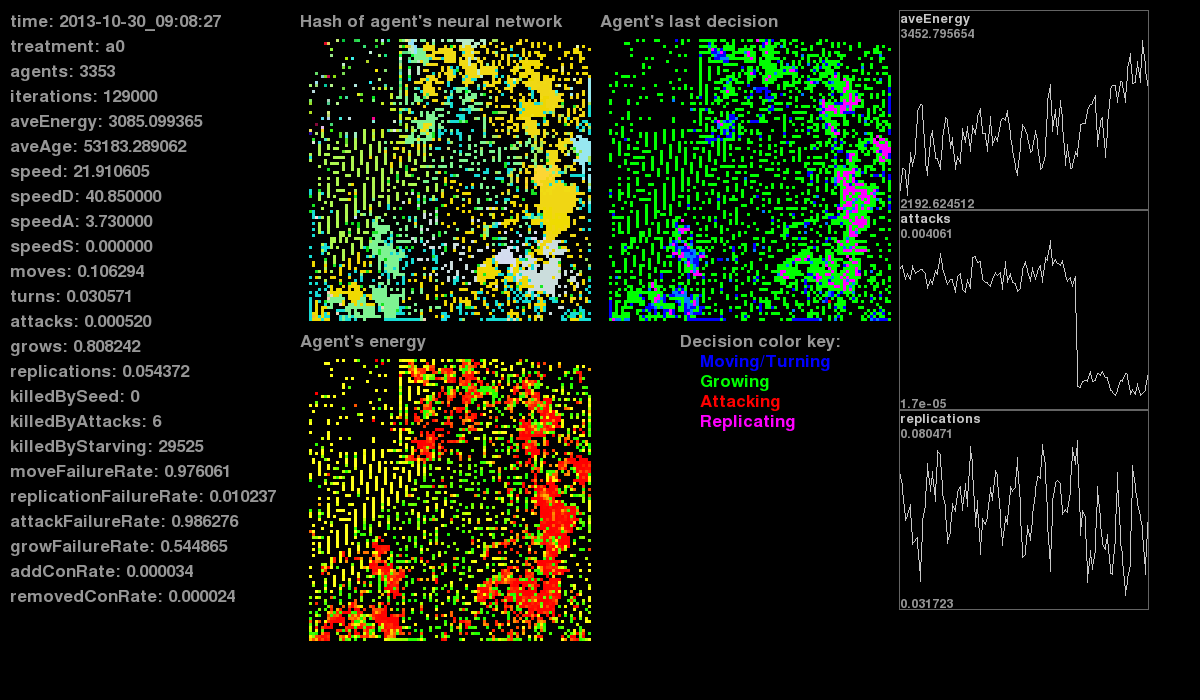 time: 2013-10-30_09:08:27
treatment: a0
agents: 3353
iterations: 129000
aveEnergy: 3085.099365
aveAge: 53183.289062
speed: 21.910605
speedD: 40.850000
speedA: 3.730000
speedS: 0.000000
moves: 0.106294
turns: 0.030571
attacks: 0.000520
grows: 0.808242
replications: 0.054372
killedBySeed: 0
killedByAttacks: 6
killedByStarving: 29525
moveFailureRate: 0.976061
replicationFailureRate: 0.010237
attackFailureRate: 0.986276
growFailureRate: 0.544865
addConRate: 0.000034
removedConRate: 0.000024
Hash of agent's neural network
Agent's last decision
Agent's energy
Decision color key:
Moving/Turning
Growing
Attacking
Replicating
aveEnergy
3452.795654
2192.624512
attacks
0.004061
1.7e-05
replications
0.080471
0.031723